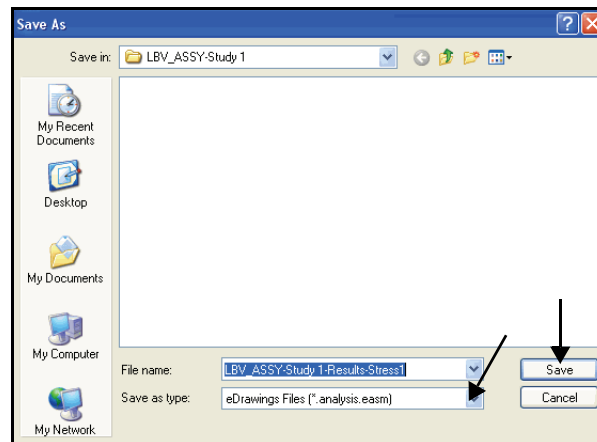 Save As
Save in:
LBV_ASSY-Study 1
My Recent
Documents
Desktop
My Documents
My Computer
My Network
File name:
LBV_ASSY-Study 1-Results-Stress1
Save
Save as type:
eDrawings Files (*.analysis.easm)
Cancel